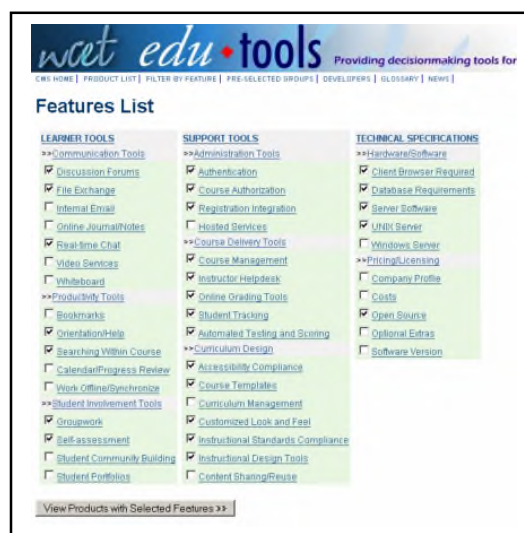 wcet edu tools Providing decisionmaking tools for
CMS HOME | PRODUCT LIST | FILTER BY FEATURE | PRE-SELECTED GROUPS | DEVELOPERS | GLOSSARY | NEWS |
Features List
LEARNER TOOLS
>>Communication Tools
Discussion Forums
File Exchange
Internal Email
Online Journal/Notes
Real-time Chat
Video Services
Whiteboard
>>Productivity Tools
Bookmarks
Orientation/Help
Searching Within Course
Calendar/Progress Review
Work Offline/Synchronize
>>Student Involvement Tools
Groupwork
Self-assessment
Student Community Building
Student Portfolios
SUPPORT TOOLS
>>Administration Tools
Authentication
Course Authorization
Registration Integration
Hosted Services
>>Course Delivery Tools
Course Management
Instructor Helpdesk
Online Grading Tools
Student Tracking
Automated Testing and Scoring
>>Curriculum Design
Accessibility Compliance
Course Templates
Curriculum Management
Customized Look and Feel
Instructional Standards Compliance
Instructional Design Tools
Content Sharing/Reuse
TECHNICAL SPECIFICATIONS
>>Hardware/Software
Client Browser Required
Database Requirements
Server Software
UNIX Server
Windows Server
>>Pricing/Licensing
Company Profile
Costs
Open Source
Optional Extras
Software Version
View Products with Selected Features >>